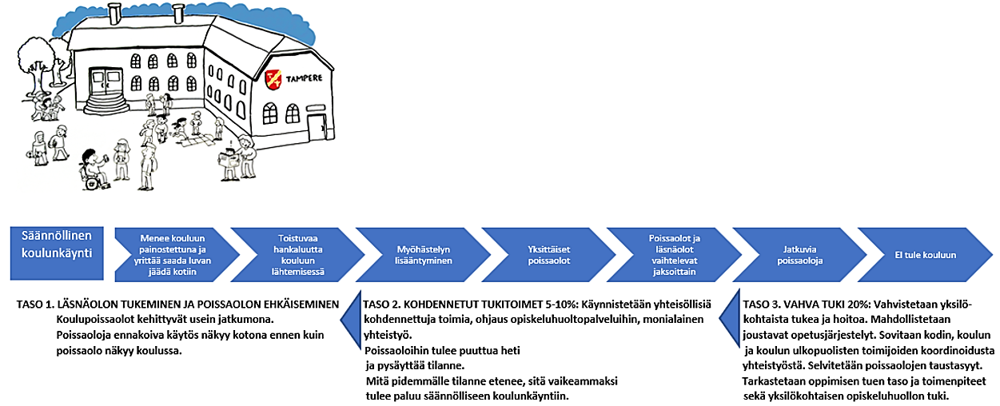 TAMPERE
Säännöllinen
koulunkäynti
Menee kouluun
painostettuna ja
yrittää saada luvan
jäädä kotiin
Toistuvaa
hankaluutta
kouluun
lähtemisessä
Myöhästelyn
lisääntyminen
Yksittäiset
poissaolot
Poissaolot ja
läsnäolot
vaihtelevat
jaksoittain
Jatkuvia
poissaoloja
EI tule kouluun
TASO 1. LÄSNÄOLON TUKEMINEN JA POISSAOLON EHKÄISEMINEN
Koulupoissaolot kehittyvät usein jatkumona.
Poissaoloja ennakoiva käytös näkyy kotona ennen kuin
poissaolo näkyy koulussa.
TASO 2. KOHDENNETUT TUKITOIMET 5-10%: Käynnistetään yhteisöllisiä
kohdennettuja toimia, ohjaus opiskeluhuoltopalveluihin, monialainen
yhteistyö.
Poissaoloihin tulee puuttua heti
ja pysäyttää tilanne.
Mitä pidemmälle tilanne etenee, sitä vaikeammaksi
tulee paluu säännölliseen koulunkäyntiin.
TASO 3. VAHVA TUKI 20%: Vahvistetaan yksilö-
kohtaista tukea ja hoitoa. Mahdollistetaan
joustavat opetusjärjestelyt. Sovitaan kodin, koulun
ja koulun ulkopuolisten toimijoiden koordinoidusta
yhteistyöstä. Selvitetään poissaolojen taustasyyt.
Tarkastetaan oppimisen tuen taso ja toimenpiteet
sekä yksilökohtaisen opiskeluhuollon tuki.